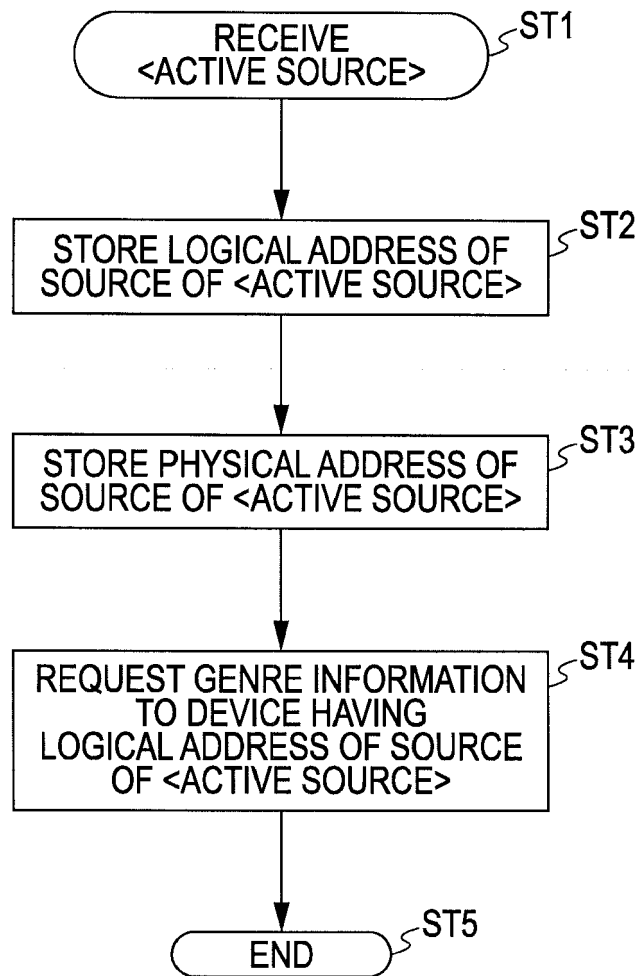 RECEIVE
<ACTIVE SOURCE>
ST1
STORE LOGICAL ADDRESS OF
SOURCE OF <ACTIVE SOURCE>
ST2
STORE PHYSICAL ADDRESS OF
SOURCE OF <ACTIVE SOURCE>
ST3
REQUEST GENRE INFORMATION
TO DEVICE HAVING
LOGICAL ADDRESS OF SOURCE
OF <ACTIVE SOURCE>
ST4
END
ST5